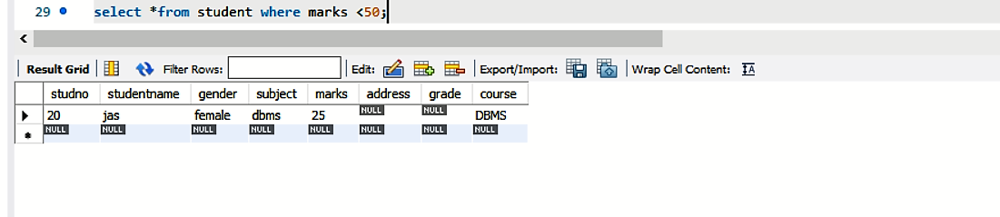 29 select *from student where marks <50;
Result Grid Filter Rows: Edit: Export/Import: Wrap Cell Content: IA
studno studentname gender subject marks address grade course
20 jas female dbms 25 NULL NULL DBMS
NULL NULL NULL NULL NULL NULL NULL NULL